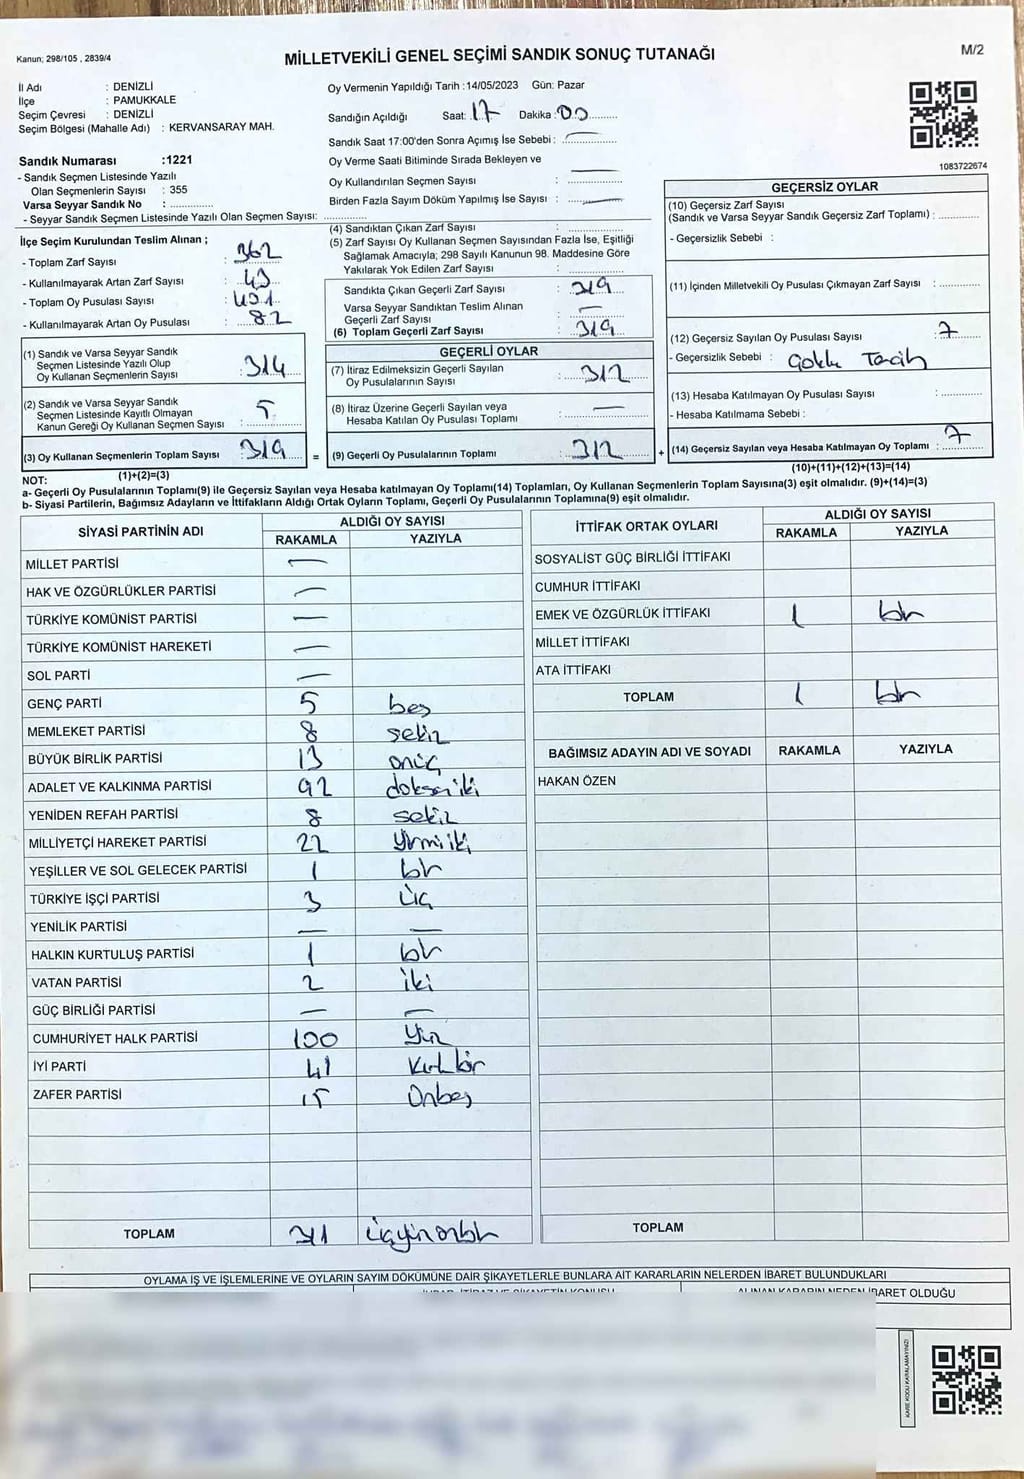 Kanun; 298/105 , 2839/4
MİLLETVEKİLİ GENEL SEÇİMİ SANDIK SONUÇ TUTANAĞI
M/2
İl Adı : DENİZLİ
İlçe : PAMUKKALE
Seçim Çevresi : DENİZLİ
Seçim Bölgesi (Mahalle Adı) : KERVANSARAY MAH.
Sandık Numarası :1221
- Sandık Seçmen Listesinde Yazılı
Olan Seçmenlerin Sayısı : 355
Varsa Seyyar Sandık No : ............
- Seyyar Sandık Seçmen Listesinde Yazılı Olan Seçmen Sayısı: ............
Oy Vermenin Yapıldığı Tarih :14/05/2023 Gün: Pazar
Sandığın Açıldığı Saat: 17 Dakika: 00
Sandık Saat 17:00'den Sonra Açımış İse Sebebi : —
Oy Verme Saati Bitiminde Sırada Bekleyen ve
Oy Kullandırılan Seçmen Sayısı : —
Birden Fazla Sayım Döküm Yapılmış İse Sayısı : —
1083722674
İlçe Seçim Kurulundan Teslim Alınan ;
- Toplam Zarf Sayısı : 362
- Kullanılmayarak Artan Zarf Sayısı : 43
- Toplam Oy Pusulası Sayısı : 401
- Kullanılmayarak Artan Oy Pusulası : 82
(1) Sandık ve Varsa Seyyar Sandık
Seçmen Listesinde Yazılı Olup
Oy Kullanan Seçmenlerin Sayısı : 314
(2) Sandık ve Varsa Seyyar Sandık
Seçmen Listesinde Kayıtlı Olmayan
Kanun Gereği Oy Kullanan Seçmen Sayısı : 5
(3) Oy Kullanan Seçmenlerin Toplam Sayısı 319
(1)+(2)=(3)
=
(4) Sandıktan Çıkan Zarf Sayısı : ............
(5) Zarf Sayısı Oy Kullanan Seçmen Sayısından Fazla İse, Eşitliği
Sağlamak Amacıyla; 298 Sayılı Kanunun 98. Maddesine Göre
Yakılarak Yok Edilen Zarf Sayısı : ............
Sandıkta Çıkan Geçerli Zarf Sayısı : 319
Varsa Seyyar Sandıktan Teslim Alınan
Geçerli Zarf Sayısı : —
(6) Toplam Geçerli Zarf Sayısı : 319
GEÇERLİ OYLAR
(7) İtiraz Edilmeksizin Geçerli Sayılan
Oy Pusulalarının Sayısı : 312
(8) İtiraz Üzerine Geçerli Sayılan veya
Hesaba Katılan Oy Pusulası Toplamı : —
(9) Geçerli Oy Pusulalarının Toplamı : 312
+
GEÇERSİZ OYLAR
(10) Geçersiz Zarf Sayısı
(Sandık ve Varsa Seyyar Sandık Geçersiz Zarf Toplamı) : ............
- Geçersizlik Sebebi :
(11) İçinden Milletvekili Oy Pusulası Çıkmayan Zarf Sayısı : ............
(12) Geçersiz Sayılan Oy Pusulası Sayısı : 7
- Geçersizlik Sebebi : Çoklu Tercih
(13) Hesaba Katılmayan Oy Pusulası Sayısı : ............
- Hesaba Katılmama Sebebi :
(14) Geçersiz Sayılan veya Hesaba Katılmayan Oy Toplamı : 7
(10)+(11)+(12)+(13)=(14)
NOT:
a- Geçerli Oy Pusulalarının Toplamı(9) ile Geçersiz Sayılan veya Hesaba Katılmayan Oy Toplamı(14) Toplamları, Oy Kullanan Seçmenlerin Toplam Sayısına(3) eşit olmalıdır. (9)+(14)=(3)
b- Siyasi Partilerin, Bağımsız Adayların ve İttifakların Aldığı Ortak Oyların Toplamı, Geçerli Oy Pusulalarının Toplamına(9) eşit olmalıdır.
SİYASİ PARTİNİN ADI ALDIĞI OY SAYISI
RAKAMLA YAZIYLA
MİLLET PARTİSİ —
HAK VE ÖZGÜRLÜKLER PARTİSİ —
TÜRKİYE KOMÜNİST PARTİSİ —
TÜRKİYE KOMÜNİST HAREKETİ —
SOL PARTİ —
GENÇ PARTİ 5 beş
MEMLEKET PARTİSİ 8 sekiz
BÜYÜK BİRLİK PARTİSİ 13 onüç
ADALET VE KALKINMA PARTİSİ 92 doksaniki
YENİDEN REFAH PARTİSİ 8 sekiz
MİLLİYETÇİ HAREKET PARTİSİ 22 yirmiiki
YEŞİLLER VE SOL GELECEK PARTİSİ 1 bir
TÜRKİYE İŞÇİ PARTİSİ 3 üç
YENİLİK PARTİSİ — —
HALKIN KURTULUŞ PARTİSİ 1 bir
VATAN PARTİSİ 2 iki
GÜÇ BİRLİĞİ PARTİSİ — —
CUMHURİYET HALK PARTİSİ 100 Yüz
İYİ PARTİ 41 Kırkbir
ZAFER PARTİSİ 15 Onbeş
TOPLAM 311 üçyüzonbir
İTTİFAK ORTAK OYLARI ALDIĞI OY SAYISI
RAKAMLA YAZIYLA
SOSYALİST GÜÇ BİRLİĞİ İTTİFAKI
CUMHUR İTTİFAKI
EMEK VE ÖZGÜRLÜK İTTİFAKI 1 bir
MİLLET İTTİFAKI
ATA İTTİFAKI
TOPLAM 1 bir
BAĞIMSIZ ADAYIN ADI VE SOYADI RAKAMLA YAZIYLA
HAKAN ÖZEN
TOPLAM
OYLAMA İŞ VE İŞLEMLERİNE VE OYLARIN SAYIM DÖKÜMÜNE DAİR ŞİKAYETLERLE BUNLARA AİT KARARLARIN NELERDEN İBARET BULUNDUKLARI
ALINAN KARARIN NEDEN İBARET OLDUĞU
KARE KODU KARALAMAYINIZ!